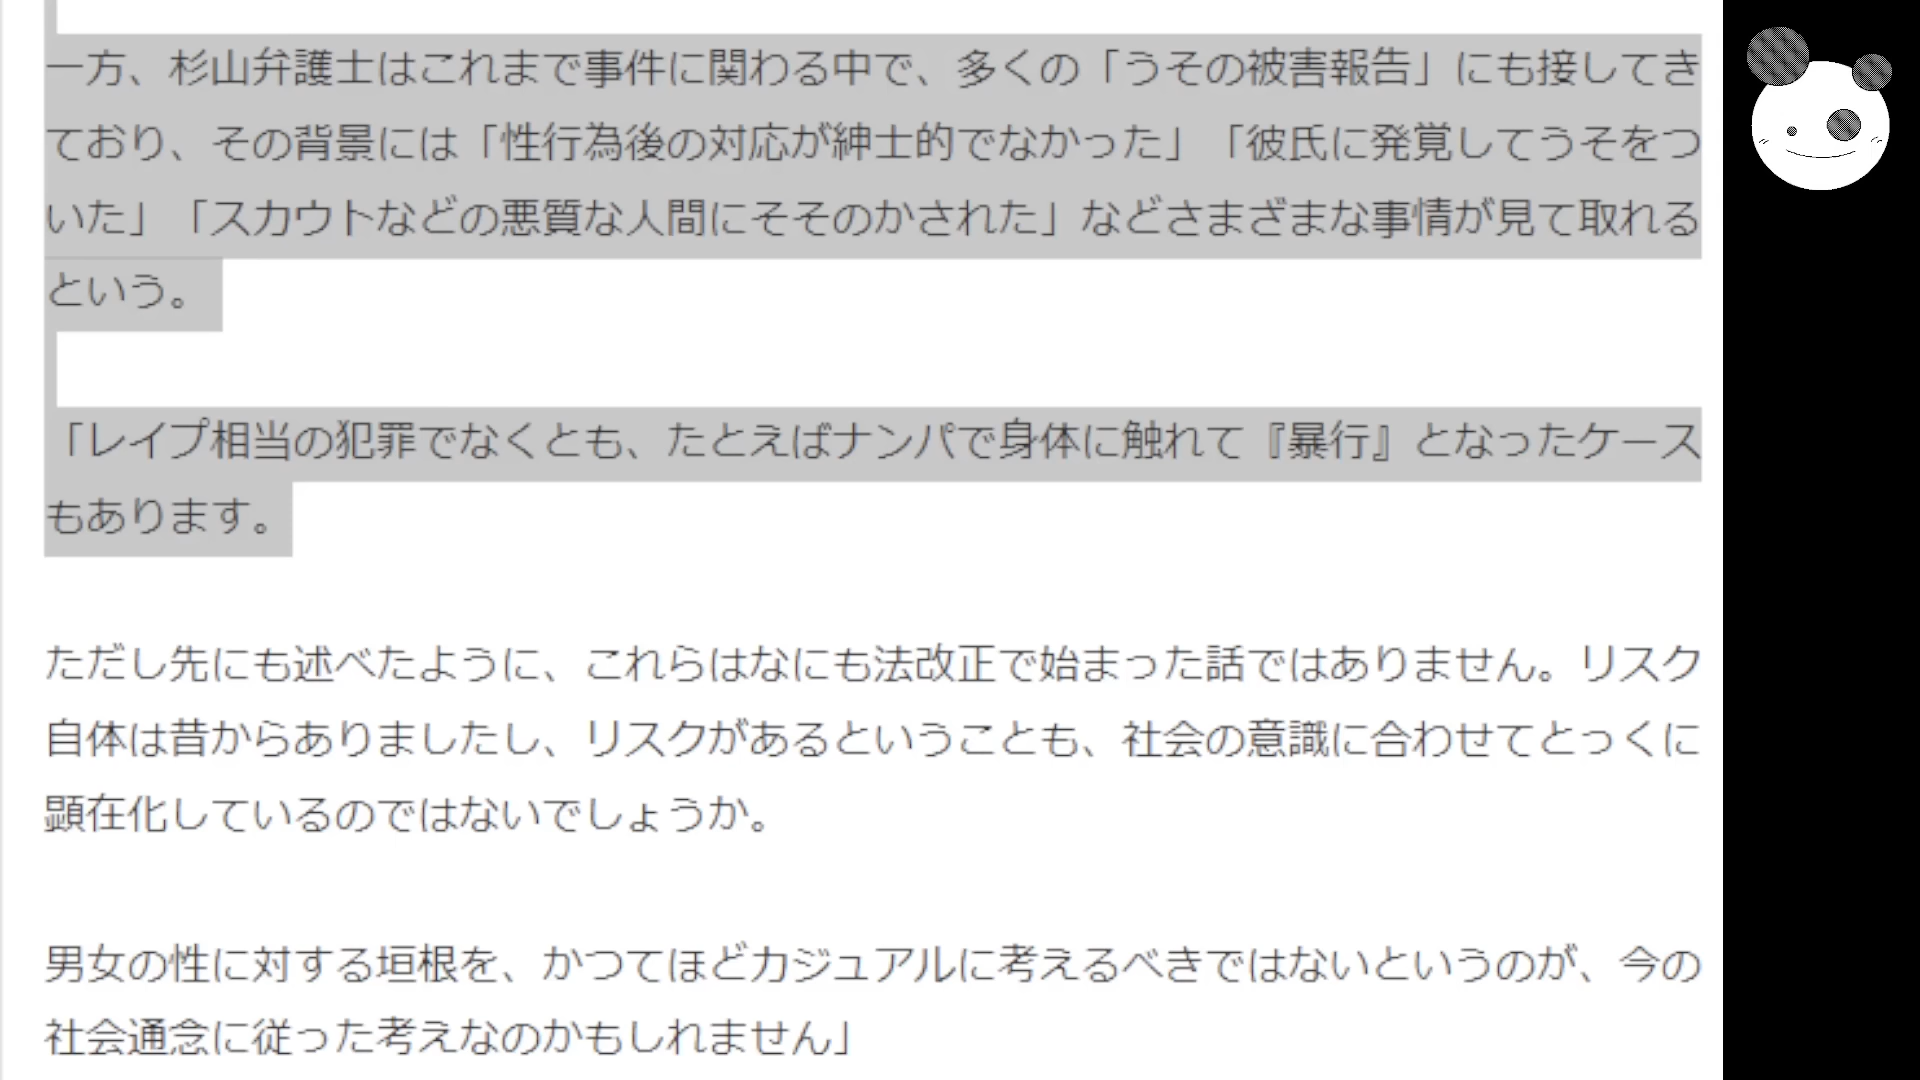 一方、杉山弁護士はこれまで事件に関わる中で、多くの「うその被害報告」にも接してき
ており、その背景には「性行為後の対応が紳士的でなかった」「彼氏に発覚してうそをつ
いた」「スカウトなどの悪質な人間にそそのかされた」などさまざまな事情が見て取れる
という。
「レイプ相当の犯罪でなくとも、たとえばナンパで身体に触れて『暴行』となったケース
もあります。
ただし先にも述べたように、これらはなにも法改正で始まった話ではありません。リスク
自体は昔からありましたし、リスクがあるということも、社会の意識に合わせてとっくに
顕在化しているのではないでしょうか。
男女の性に対する垣根を、かつてほどカジュアルに考えるべきではないというのが、今の
社会通念に従った考えなのかもしれません」